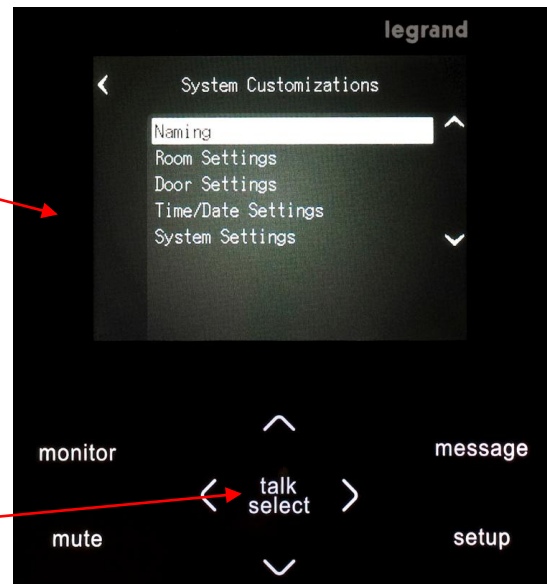 legrand
System Customizations
Naming
Room Settings
Door Settings
Time/Date Settings
System Settings
monitor
message
talk
select
mute
setup